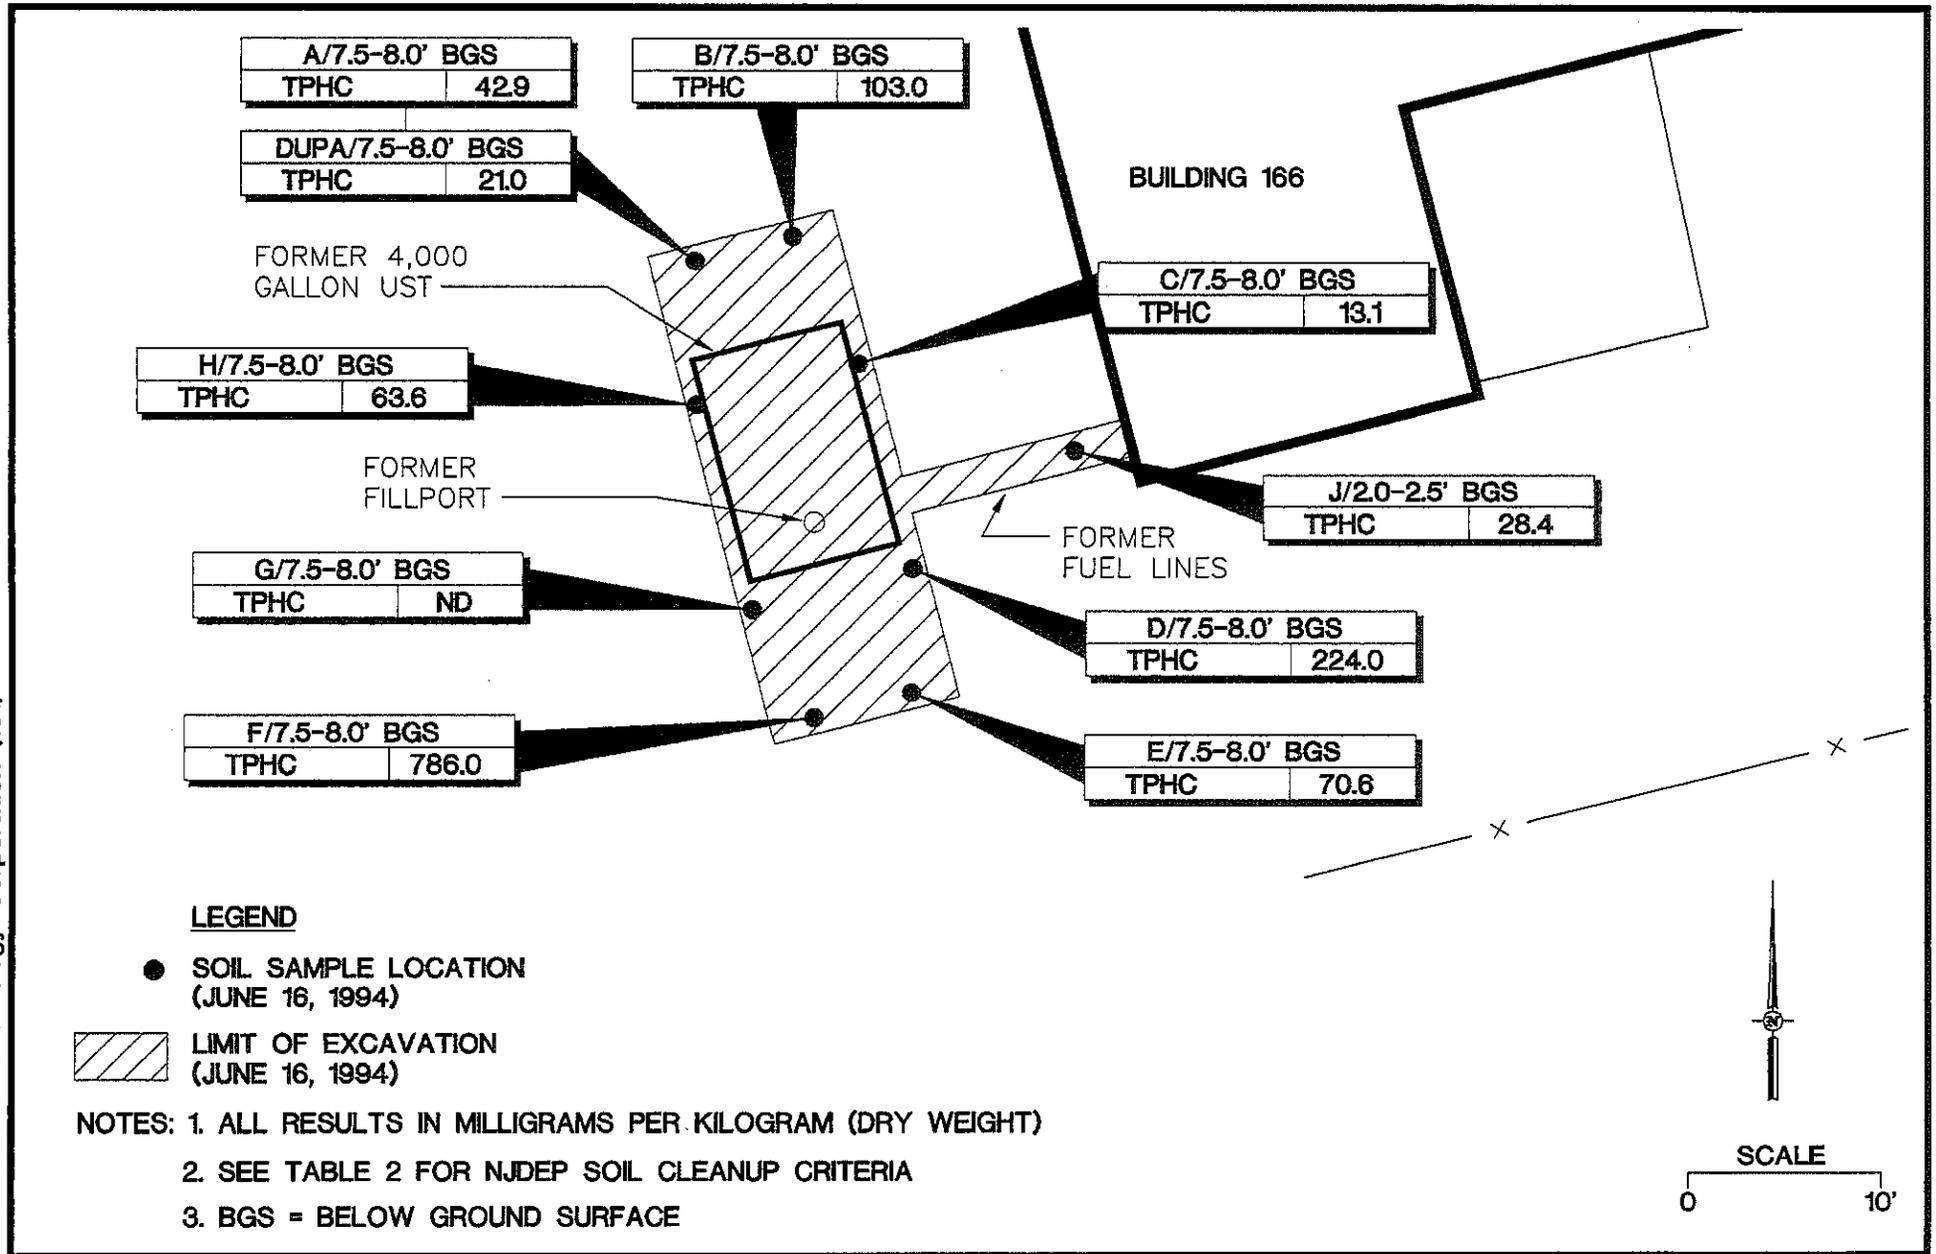 A/7.5-8.0' BGS
TPHC 42.9
B/7.5-8.0' BGS
TPHC 103.0
DUPA/7.5-8.0' BGS
TPHC 21.0
BUILDING 166
FORMER 4,000
GALLON UST
C/7.5-8.0' BGS
TPHC 13.1
H/7.5-8.0' BGS
TPHC 63.6
FORMER
FILLPORT
J/2.0-2.5' BGS
TPHC 28.4
FORMER
FUEL LINES
G/7.5-8.0' BGS
TPHC ND
D/7.5-8.0' BGS
TPHC 224.0
F/7.5-8.0' BGS
TPHC 786.0
E/7.5-8.0' BGS
TPHC 70.6
LEGEND
SOIL SAMPLE LOCATION
(JUNE 16, 1994)
LIMIT OF EXCAVATION
(JUNE 16, 1994)
NOTES: 1. ALL RESULTS IN MILLIGRAMS PER KILOGRAM (DRY WEIGHT)
2. SEE TABLE 2 FOR NJDEP SOIL CLEANUP CRITERIA
3. BGS = BELOW GROUND SURFACE
N
SCALE
0 10'